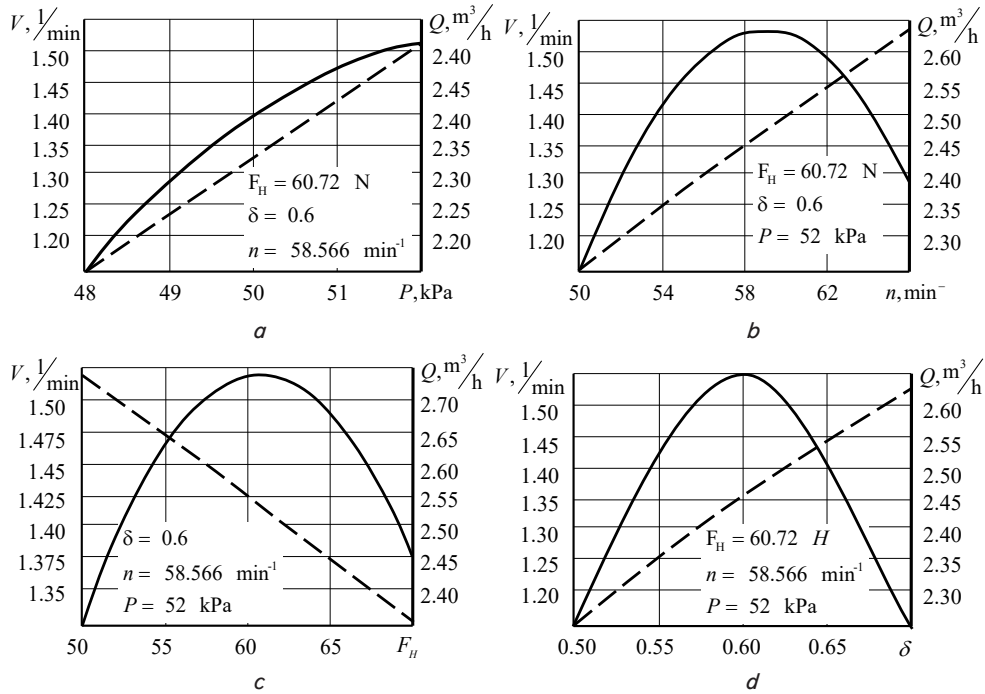 V, 1/min
1.50
1.45
1.40
1.35
1.30
1.25
1.20
Q, m³/h
2.40
2.45
2.40
2.35
2.30
2.25
2.20
F_H = 60.72 N
δ = 0.6
n = 58.566 min⁻¹
48 49 50 51 P, kPa
a
V, 1/min
1.50
1.45
1.40
1.35
1.30
1.25
1.20
Q, m³/h
2.60
2.55
2.50
2.45
2.40
2.35
2.30
F_H = 60.72 N
δ = 0.6
P = 52 kPa
50 54 58 62 n, min⁻
b
V, 1/min
1.50
1.475
1.45
1.425
1.40
1.375
1.35
Q, m³/h
2.70
2.65
2.60
2.55
2.50
2.45
2.40
δ = 0.6
n = 58.566 min⁻¹
P = 52 kPa
50 55 60 65 F_H
c
V, 1/min
1.50
1.45
1.35
1.30
1.25
1.20
Q, m³/h
2.60
2.55
2.50
2.45
2.40
2.35
2.30
F_H = 60.72 H
n = 58.566 min⁻¹
P = 52 kPa
0.50 0.55 0.60 0.65 δ
d